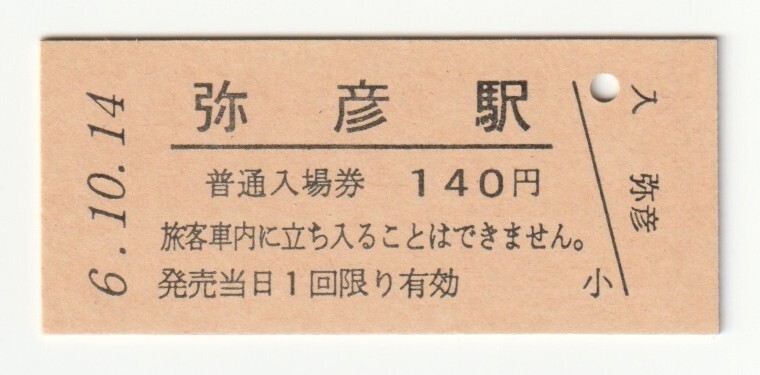 6.10.14
弥彦駅
普通入場券 140円
旅客車内に立ち入ることはできません。
発売当日1回限り有効
小
入 弥彦